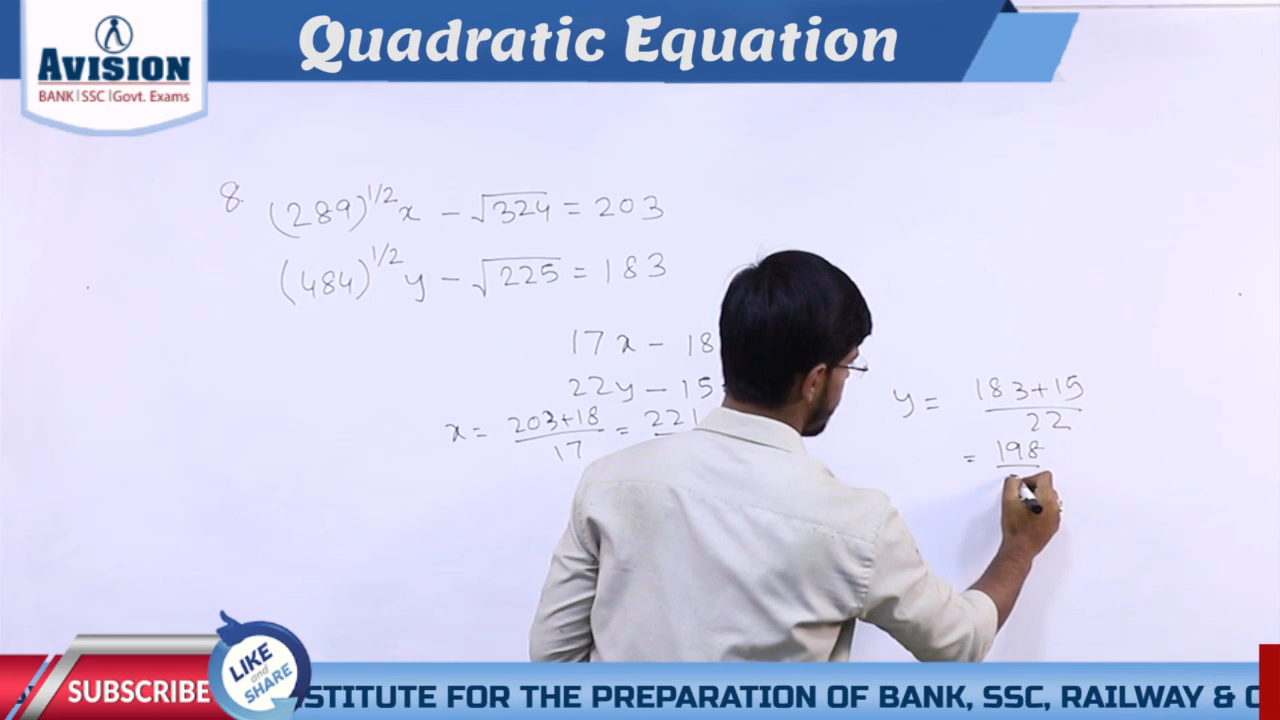 Quadratic Equation
AVISION
BANK | SSC | Govt. Exams
8. (289)^1/2 x - √324 = 203
(484)^1/2 y - √225 = 183
17x - 18
22y - 15
x = 203+18/17 = 221
y = 183+15/22
= 198
LIKE
and
SHARE
SUBSCRIBE
STITUTE FOR THE PREPARATION OF BANK, SSC, RAILWAY &